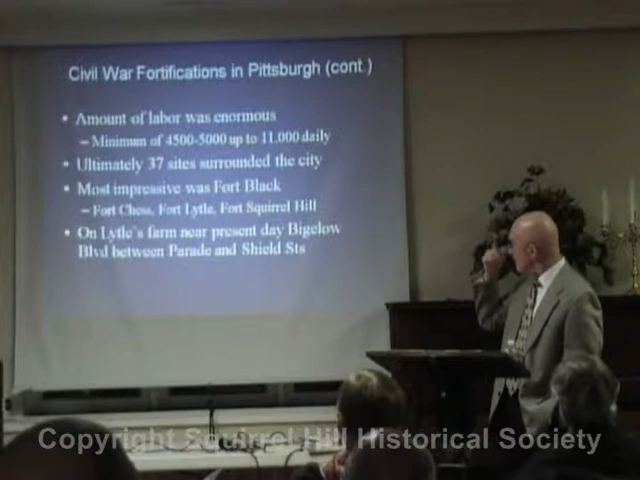 Civil War Fortifications in Pittsburgh (cont.)
• Amount of labor was enormous
– Minimum of 4500-5000 up to 11,000 daily
• Ultimately 37 sites surrounded the city
• Most impressive was Fort Black
– Fort Chess, Fort Lytle, Fort Squirrel Hill
• On Lytle's farm near present day Bigelow
Blvd between Parade and Shield Sts
Copyright Squirrel Hill Historical Society